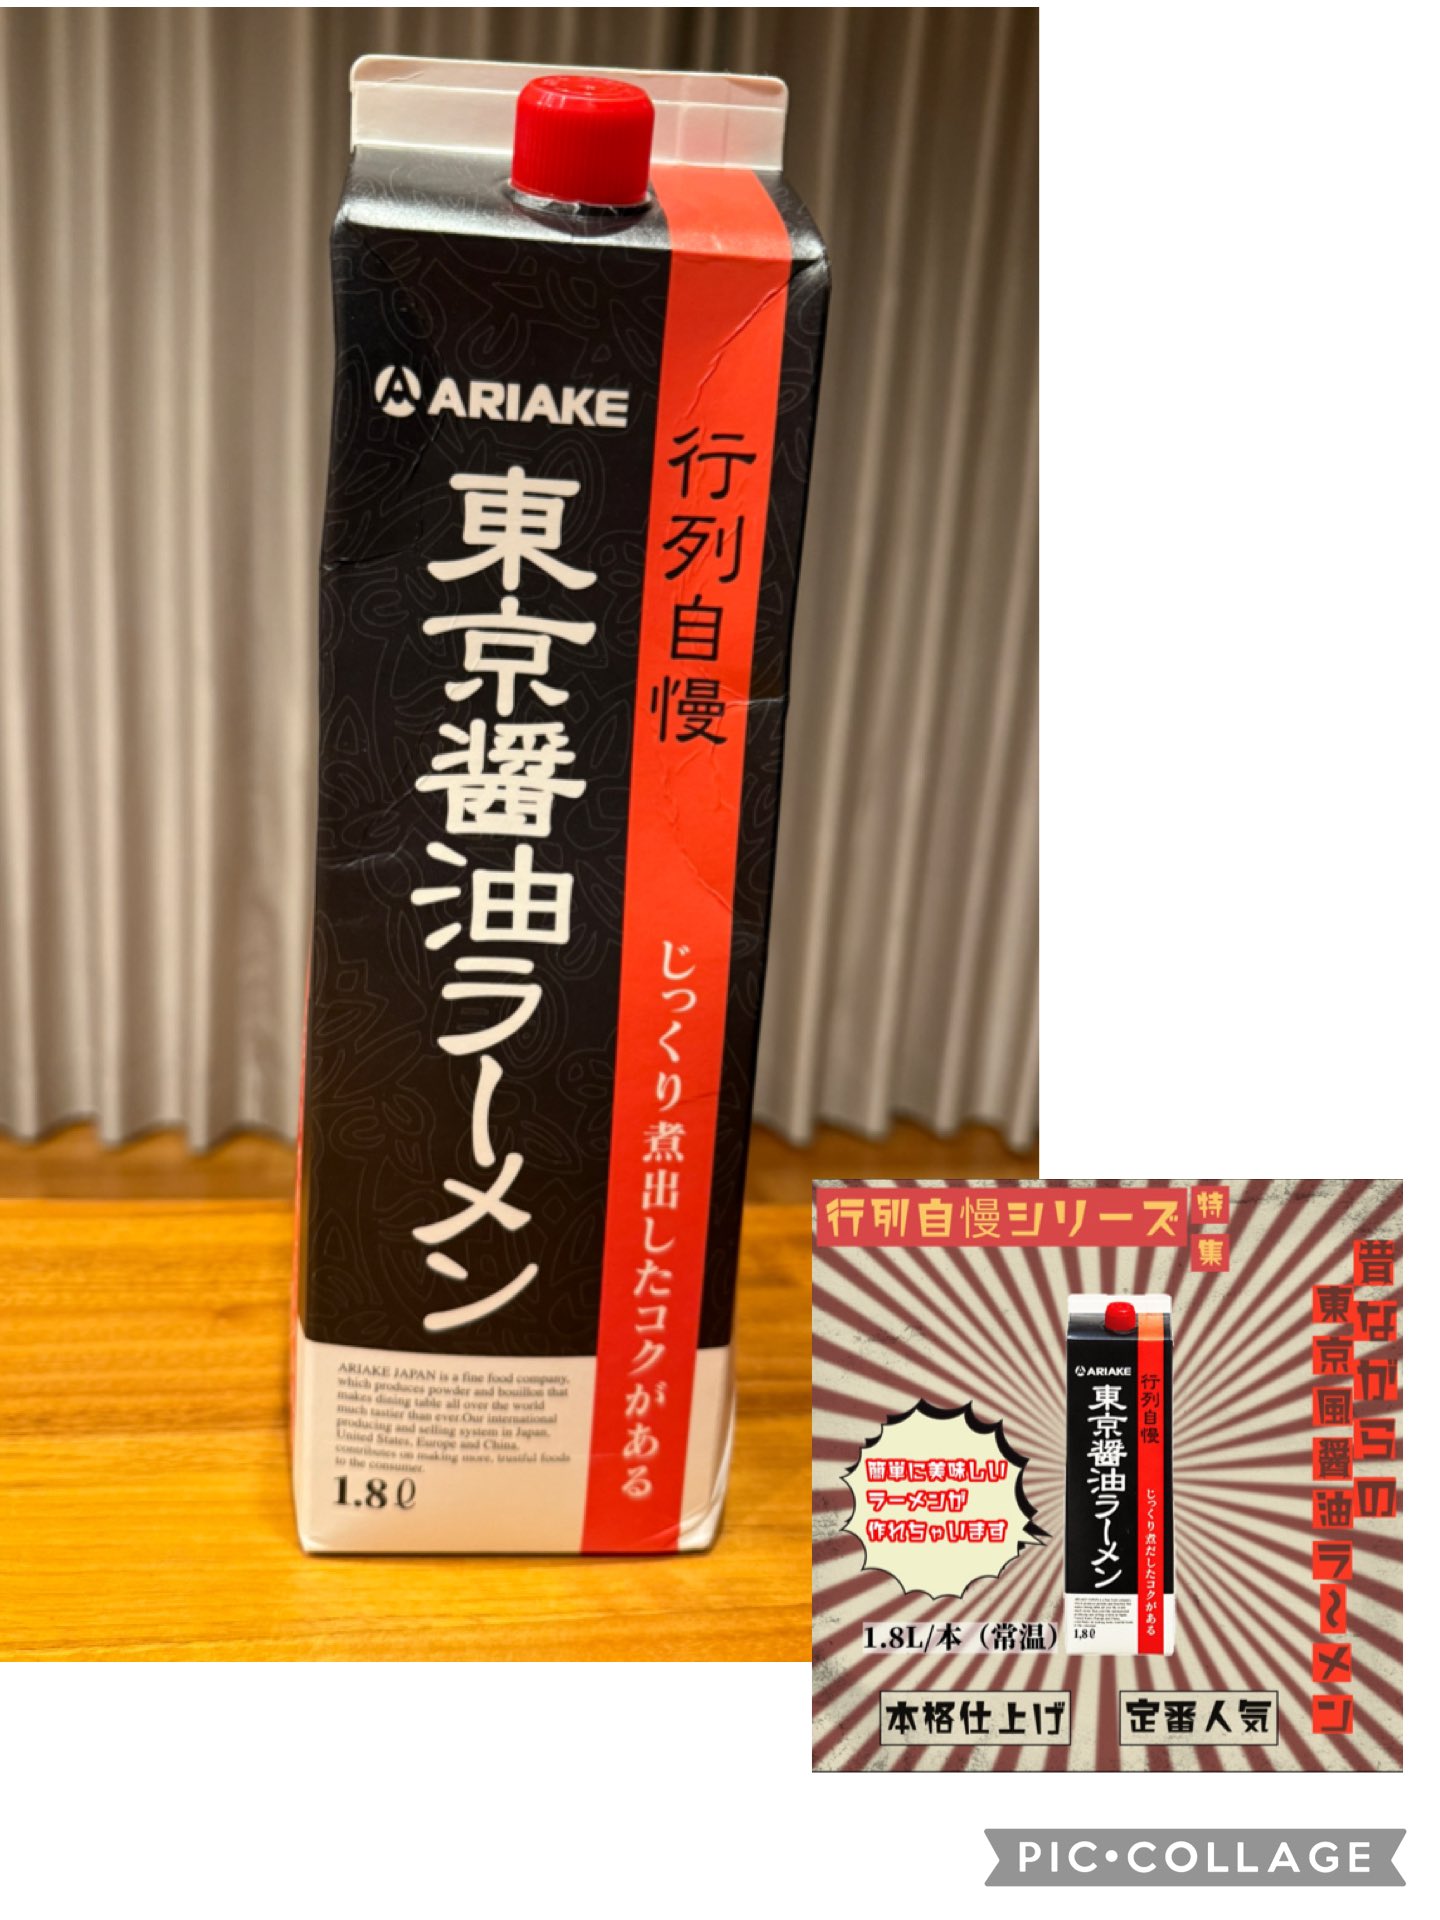 ARIAKE
行列自慢
東京醤油ラーメン
じっくり煮出したコクがある
ARIAKE JAPAN is a fine food company,
which produces powder and bouillon that
makes dining table all over the world
much tastier than ever.Our international
producing and selling system in Japan,
United States, Europe and China,
contributes on making more, trustful foods
to the consumer.
1.8ℓ
行列自慢シリーズ
特集
昔ながらの
東京風醤油ラ～メン
ARIAKE
行列自慢
東京醤油ラーメン
じっくり煮だしたコクがある
1.8ℓ
簡単に美味しい
ラーメンが
作れちゃいます
1.8L/本（常温）
本格仕上げ
定番人気
PIC•COLLAGE